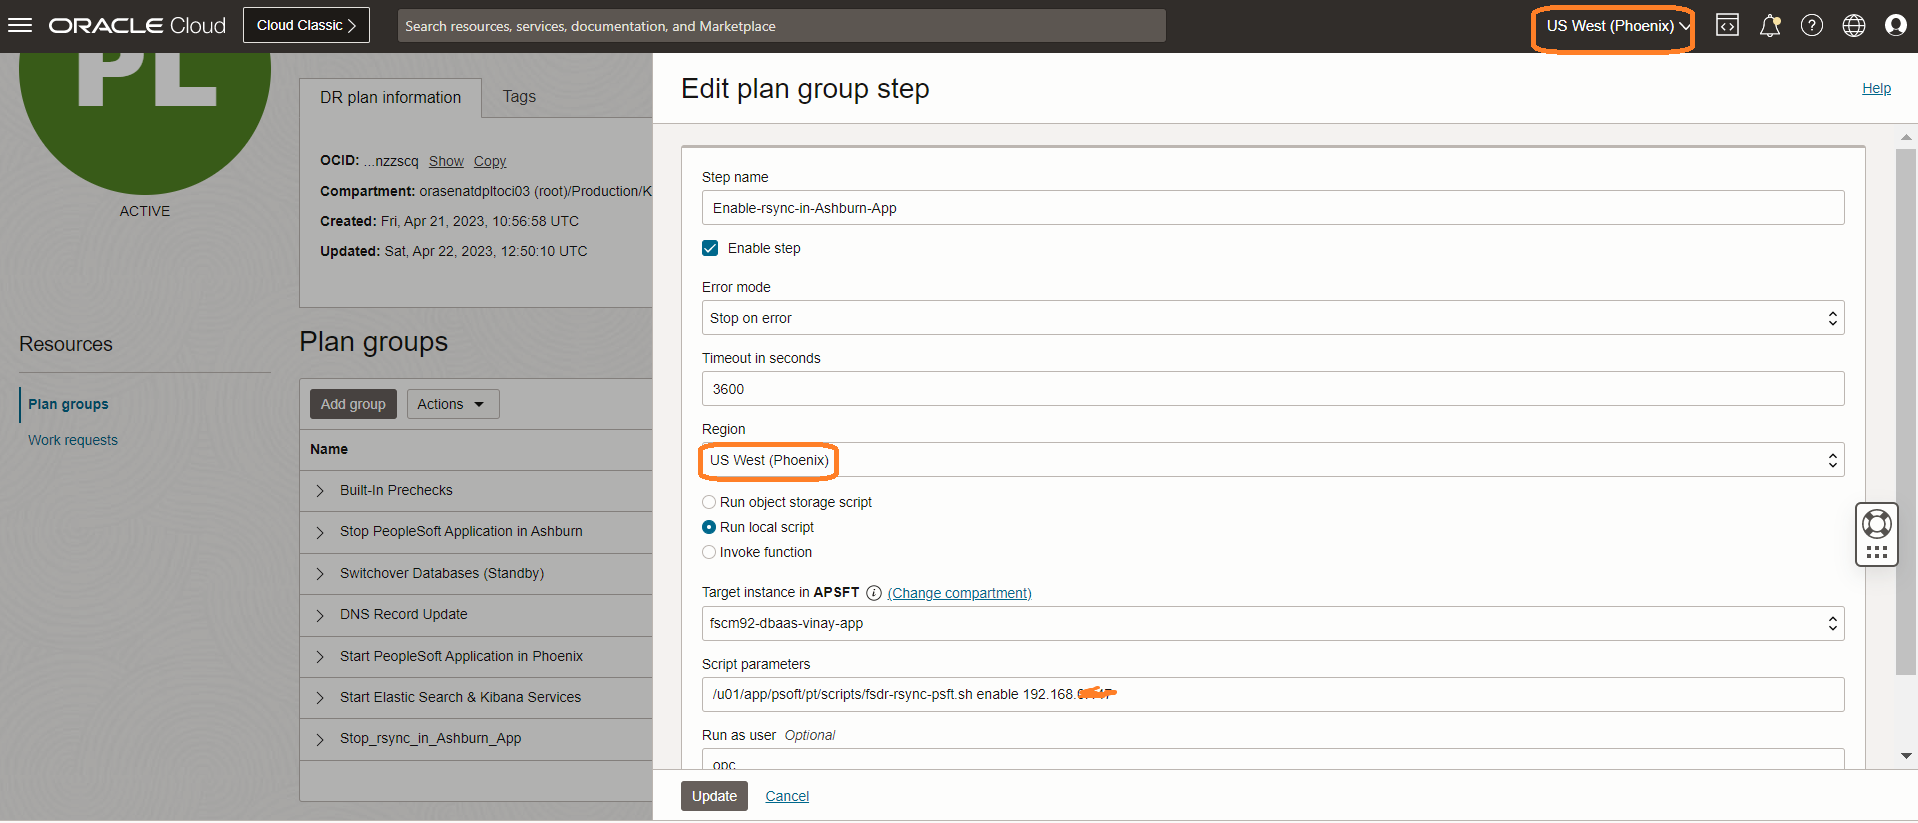 ORACLE Cloud
Cloud Classic >
Search resources, services, documentation, and Marketplace
US West (Phoenix)
PL
ACTIVE
DR plan information
Tags
OCID: ...nzzscq Show Copy
Compartment: orasenatdpltoci03 (root)/Production/K
Created: Fri, Apr 21, 2023, 10:56:58 UTC
Updated: Sat, Apr 22, 2023, 12:50:10 UTC
Resources
Plan groups
Work requests
Plan groups
Add group
Actions
Name
Built-In Prechecks
Stop PeopleSoft Application in Ashburn
Switchover Databases (Standby)
DNS Record Update
Start PeopleSoft Application in Phoenix
Start Elastic Search & Kibana Services
Stop_rsync_in_Ashburn_App
Edit plan group step
Help
Step name
Enable-rsync-in-Ashburn-App
Enable step
Error mode
Stop on error
Timeout in seconds
3600
Region
US West (Phoenix)
Run object storage script
Run local script
Invoke function
Target instance in APSFT (Change compartment)
fscm92-dbaas-vinay-app
Script parameters
/u01/app/psoft/pt/scripts/fsdr-rsync-psft.sh enable 192.168.
Run as user Optional
opc
Update
Cancel